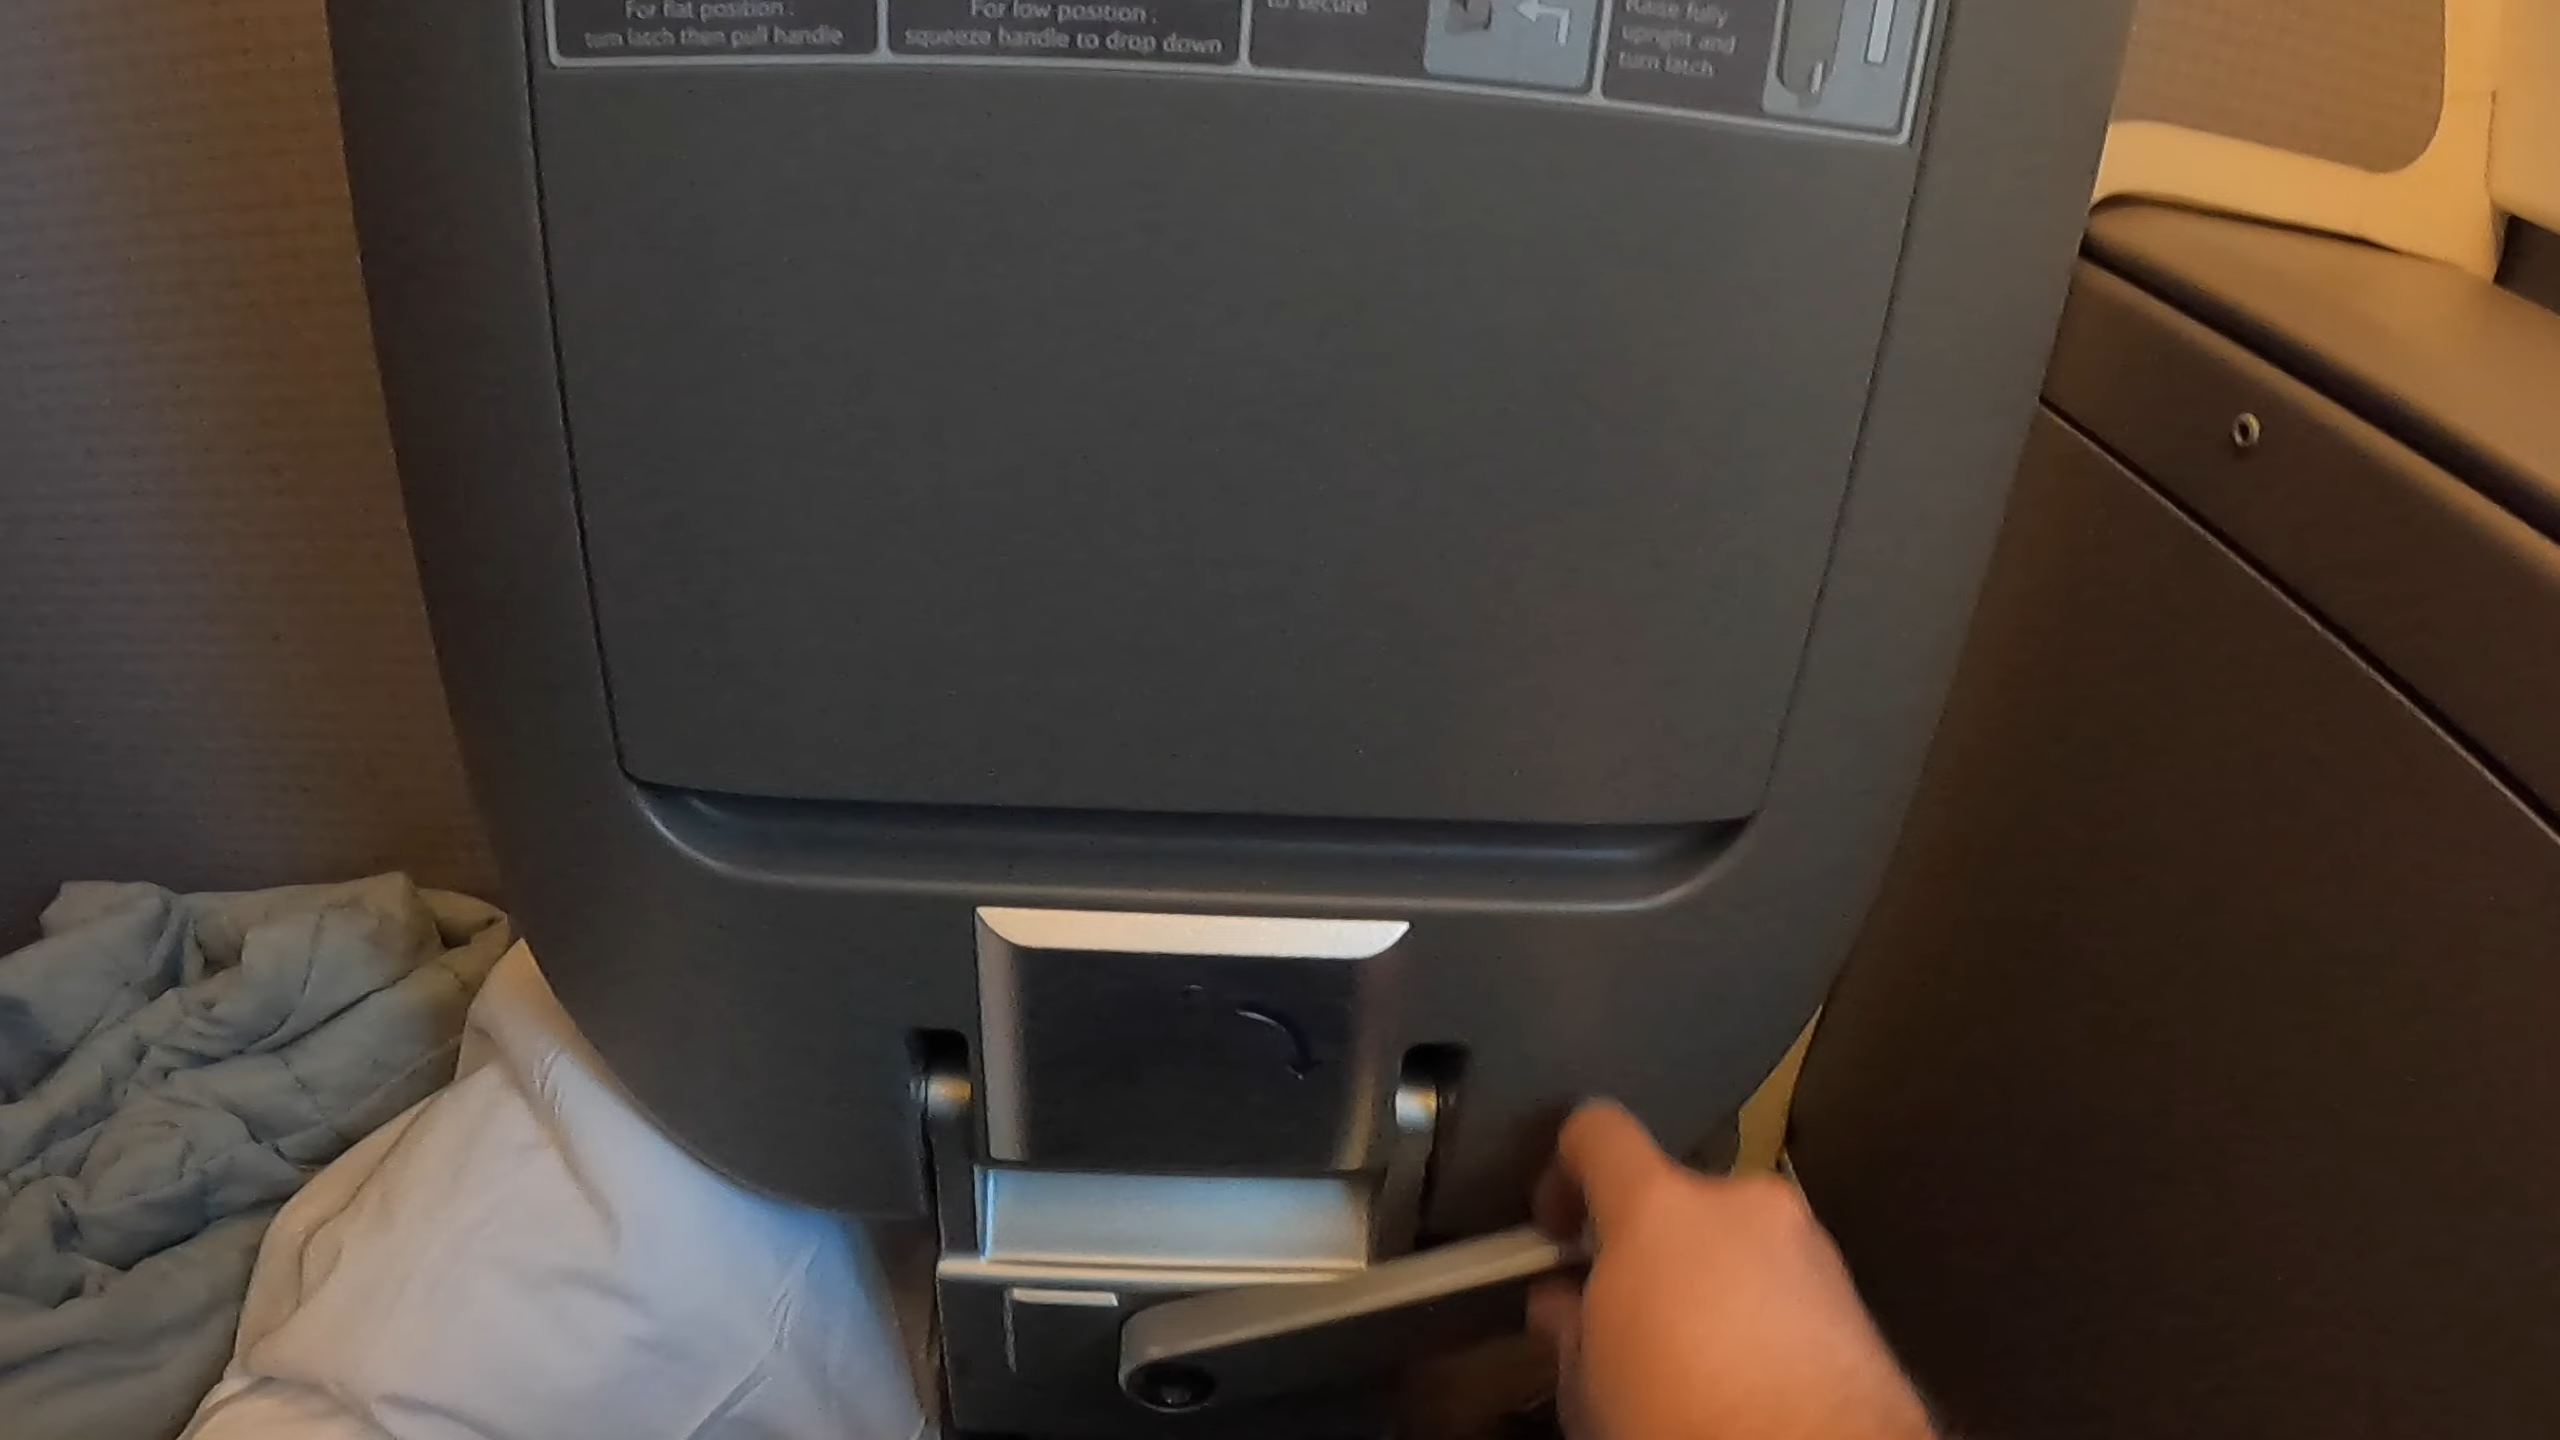 For flat position :
turn latch then pull handle
For low position :
squeeze handle to drop down
to secure
Raise fully
upright and
turn latch